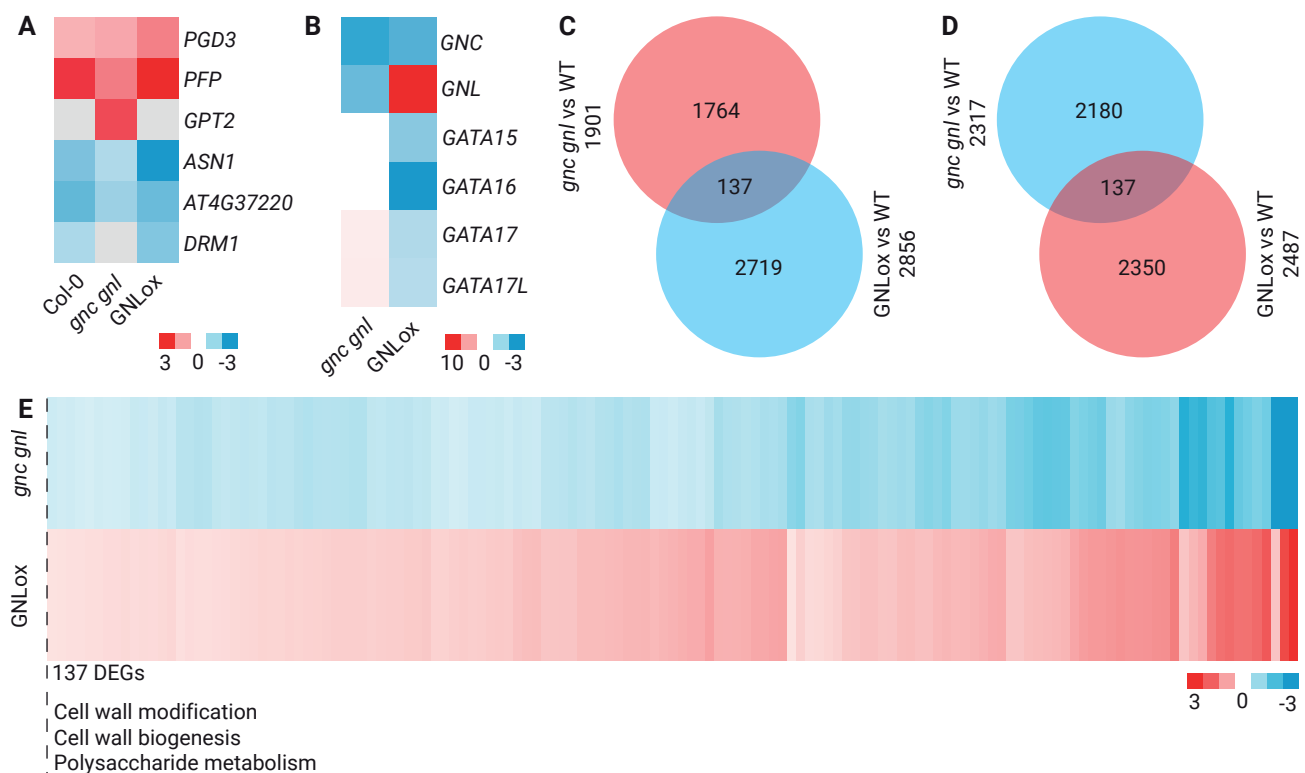 A
PGD3
PFP
GPT2
ASN1
AT4G37220
DRM1
Col-0
gnc gnl
GNLox
3 0 -3
B
GNC
GNL
GATA15
GATA16
GATA17
GATA17L
gnc gnl
GNLox
10 0 -3
C
gnc gnl vs WT
1901
1764
137
2719
GNLox vs WT
2856
D
gnc gnl vs WT
2317
2180
137
2350
GNLox vs WT
2487
E
gnc gnl
GNLox
137 DEGs
Cell wall modification
Cell wall biogenesis
Polysaccharide metabolism
3 0 -3